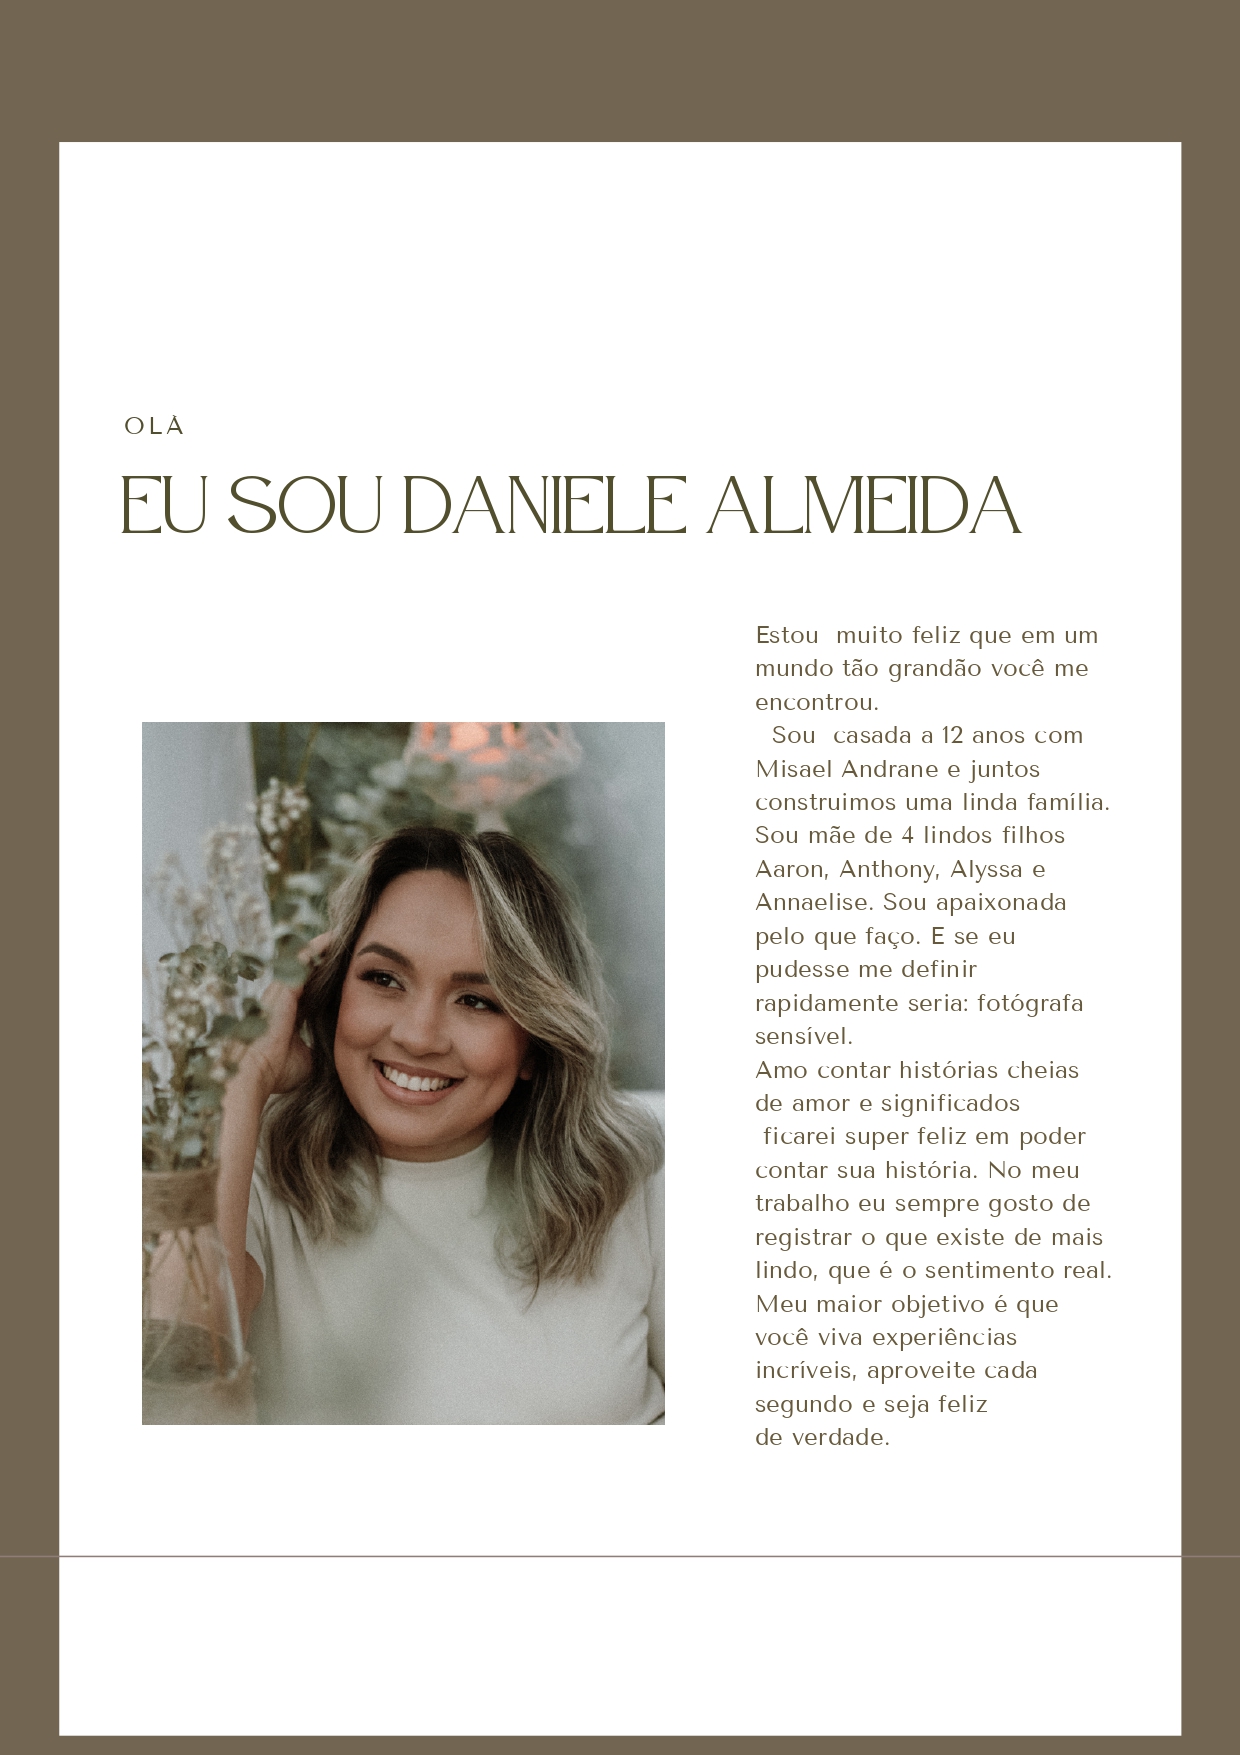 OLÀ
EU SOU DANIELE ALMEIDA
Estou muito feliz que em um
mundo tão grandão você me
encontrou.
Sou casada a 12 anos com
Misael Andrane e juntos
construimos uma linda família.
Sou mãe de 4 lindos filhos
Aaron, Anthony, Alyssa e
Annaelise. Sou apaixonada
pelo que faço. E se eu
pudesse me definir
rapidamente seria: fotógrafa
sensível.
Amo contar histórias cheias
de amor e significados
ficarei super feliz em poder
contar sua história. No meu
trabalho eu sempre gosto de
registrar o que existe de mais
lindo, que é o sentimento real.
Meu maior objetivo é que
você viva experiências
incríveis, aproveite cada
segundo e seja feliz
de verdade.